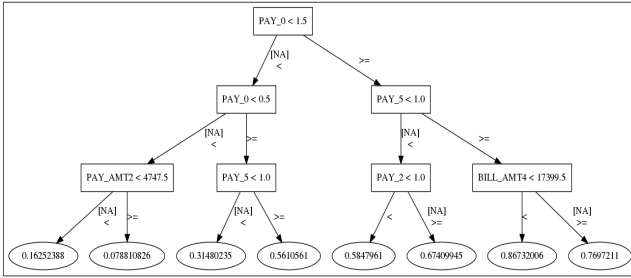 PAY_0 < 1.5
[NA]
<
>=
PAY_0 < 0.5
PAY_5 < 1.0
[NA]
<
>=
[NA]
<
>=
PAY_AMT2 < 4747.5
PAY_5 < 1.0
PAY_2 < 1.0
BILL_AMT4 < 17399.5
[NA]
<
>=
[NA]
<
>=
<
[NA]
>=
<
[NA]
>=
0.16252388
0.078810826
0.31480235
0.5610561
0.5847961
0.67409945
0.86732006
0.7697211